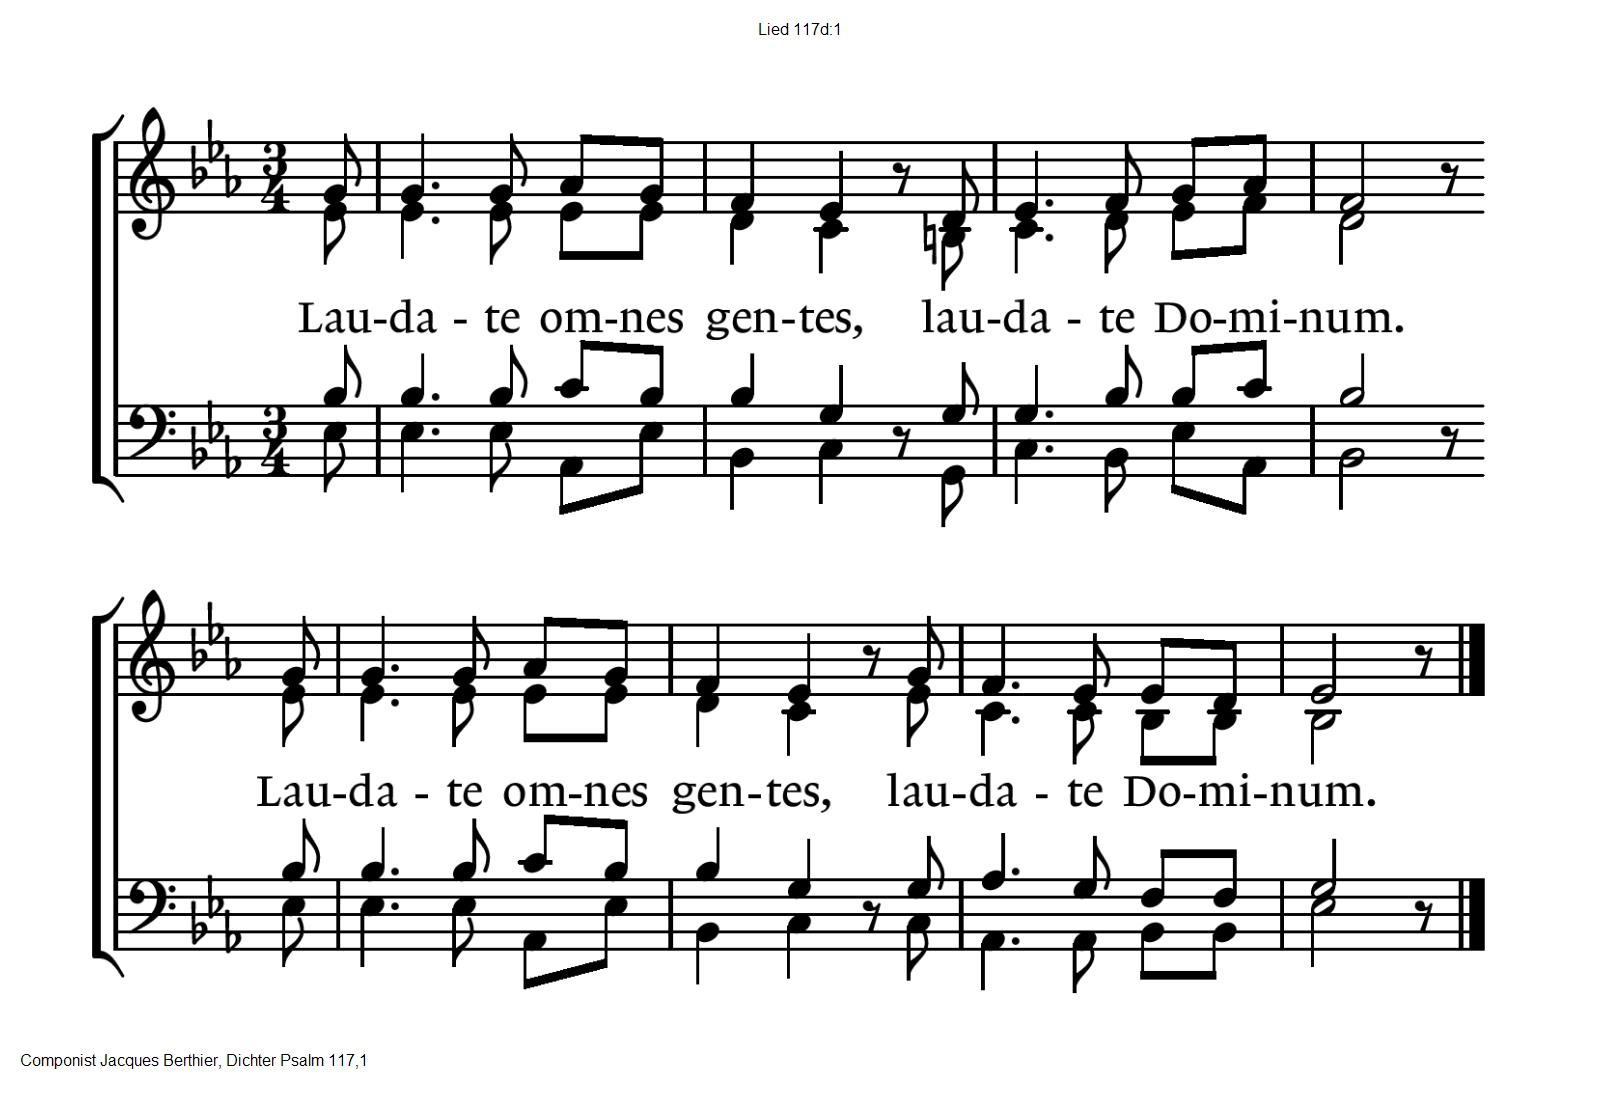 Lied 117d:1
Lau-da - te om-nes gen-tes, lau-da - te Do-mi-num.
Lau-da - te om-nes gen-tes, lau-da - te Do-mi-num.
Componist Jacques Berthier, Dichter Psalm 117,1